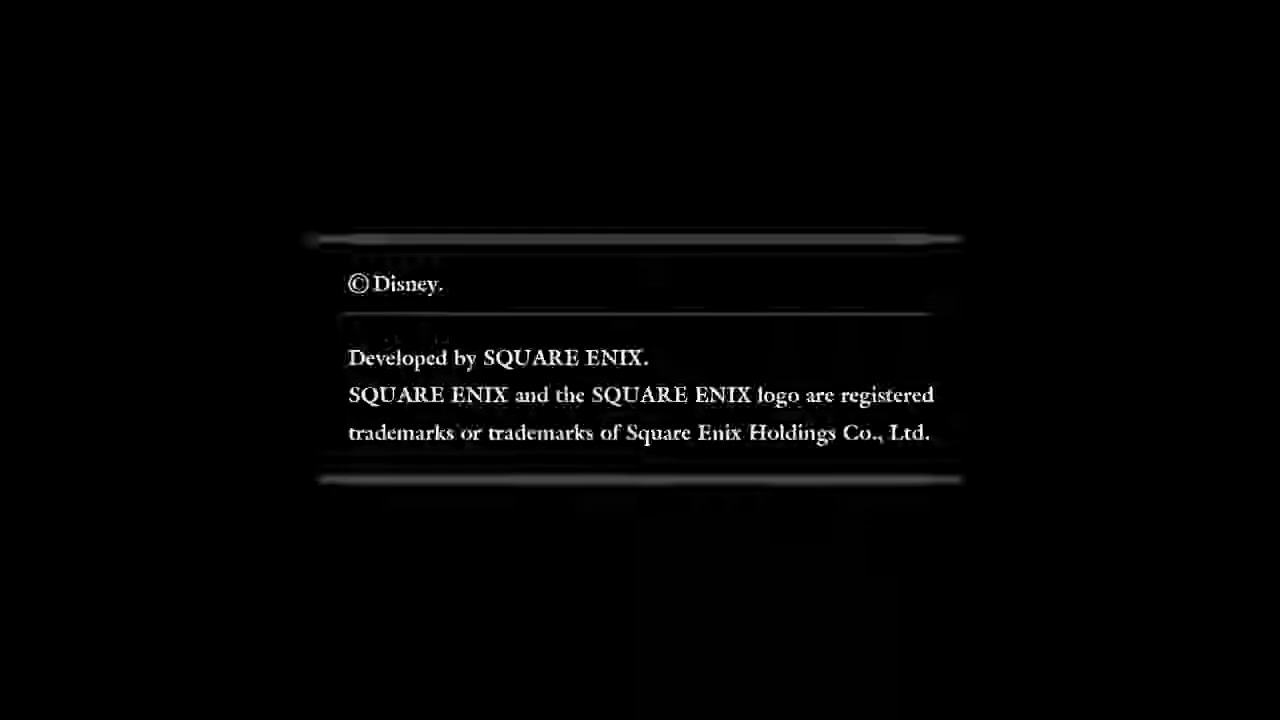 © Disney.
Developed by SQUARE ENIX.
SQUARE ENIX and the SQUARE ENIX logo are registered
trademarks or trademarks of Square Enix Holdings Co., Ltd.